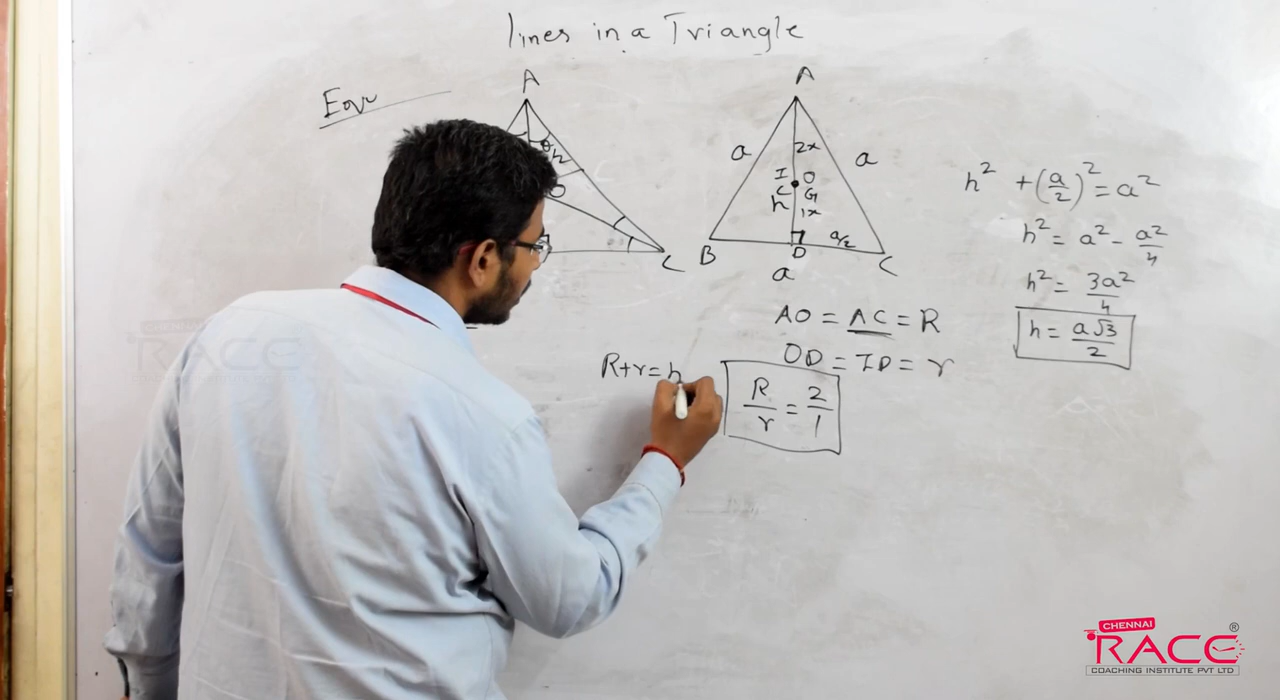 lines in a Triangle
A
θ
O
C
A
a
2x
a
I O
C G
h 1x
B
D
a/2
C
a
h² + (a/2)² = a²
h² = a² - a²/4
h² = 3a²/4
h = a√3/2
AO = AC = R
OD = ID = r
R+r=h
R/r = 2/1
RACE
CHENNAI
RACE®
COACHING INSTITUTE PVT LTD